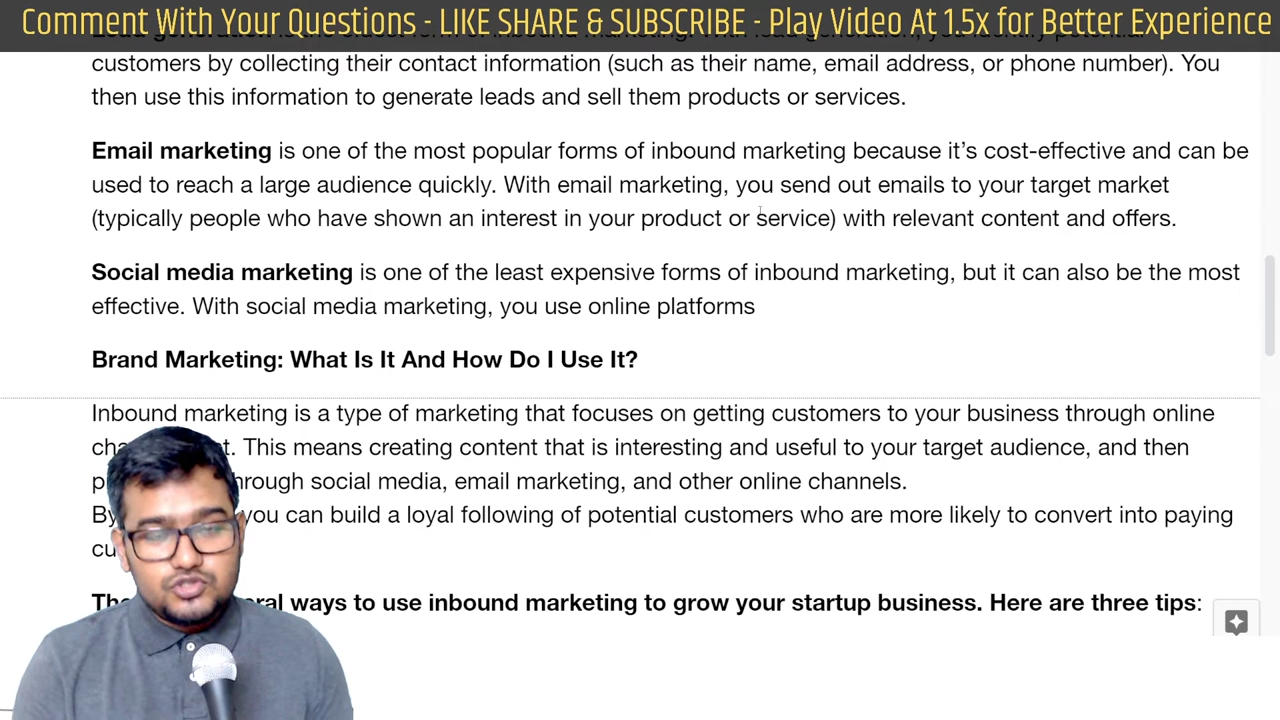 Comment With Your Questions - LIKE SHARE & SUBSCRIBE - Play Video At 1.5x for Better Experience
customers by collecting their contact information (such as their name, email address, or phone number). You
then use this information to generate leads and sell them products or services.
Email marketing is one of the most popular forms of inbound marketing because it’s cost-effective and can be
used to reach a large audience quickly. With email marketing, you send out emails to your target market
(typically people who have shown an interest in your product or service) with relevant content and offers.
Social media marketing is one of the least expensive forms of inbound marketing, but it can also be the most
effective. With social media marketing, you use online platforms
Brand Marketing: What Is It And How Do I Use It?
Inbound marketing is a type of marketing that focuses on getting customers to your business through online
This means creating content that is interesting and useful to your target audience, and then
through social media, email marketing, and other online channels.
By you can build a loyal following of potential customers who are more likely to convert into paying
ways to use inbound marketing to grow your startup business. Here are three tips: